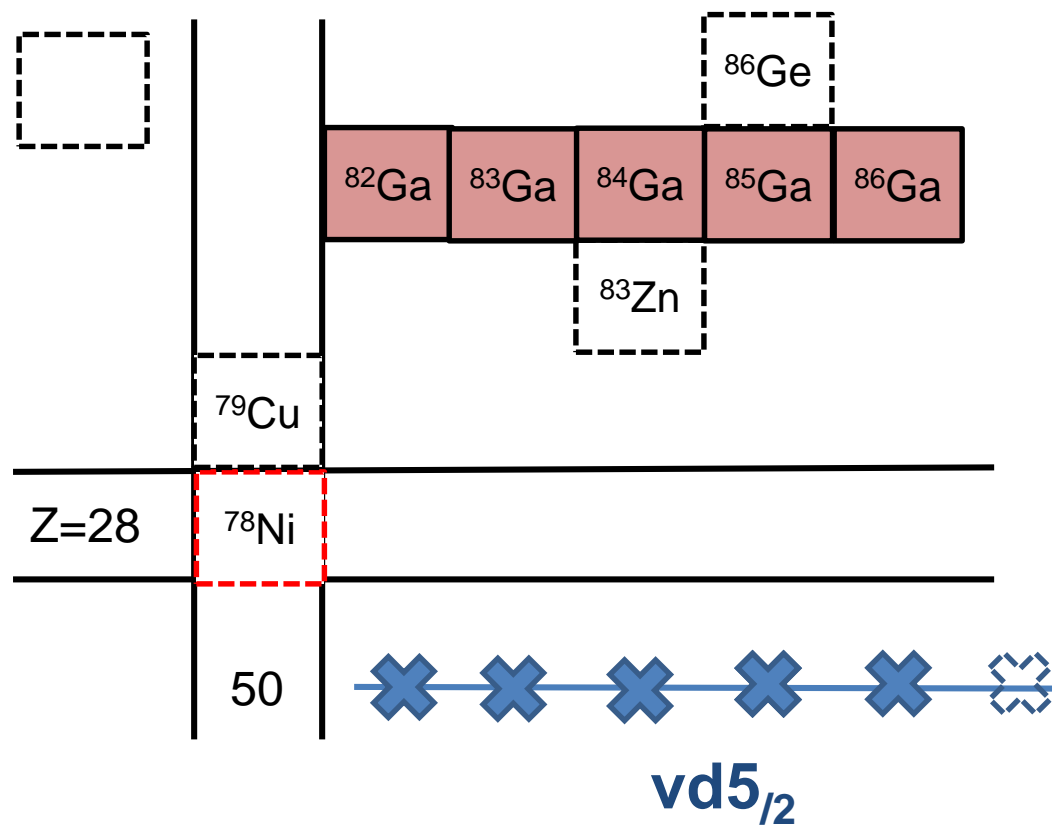 ⁸⁶Ge
⁸²Ga ⁸³Ga ⁸⁴Ga ⁸⁵Ga ⁸⁶Ga
⁸³Zn
⁷⁹Cu
Z=28 ⁷⁸Ni
50
vd5/2